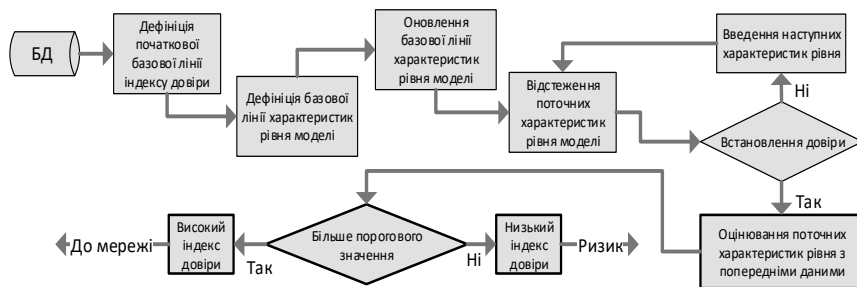 БД
Дефініція
початкової
базової лінії
індексу довіри
Дефініція базової
лінії характеристик
рівня моделі
Оновлення
базової лінії
характеристик
рівня моделі
Відстеження
поточних
характеристик
рівня моделі
Введення наступних
характеристик рівня
Ні
Встановлення довіри
Так
Оцінювання поточних
характеристик рівня з
попередніми даними
Більше порогового
значення
Так
Високий
індекс
довіри
До мережі
Ні
Низький
індекс
довіри
Ризик